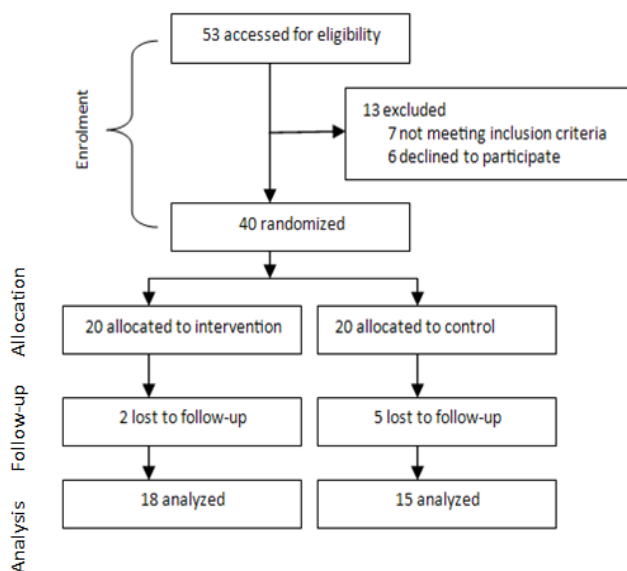 53 accessed for eligibility
Enrolment
13 excluded
7 not meeting inclusion criteria
6 declined to participate
40 randomized
Allocation
20 allocated to intervention
20 allocated to control
Follow-up
2 lost to follow-up
5 lost to follow-up
Analysis
18 analyzed
15 analyzed